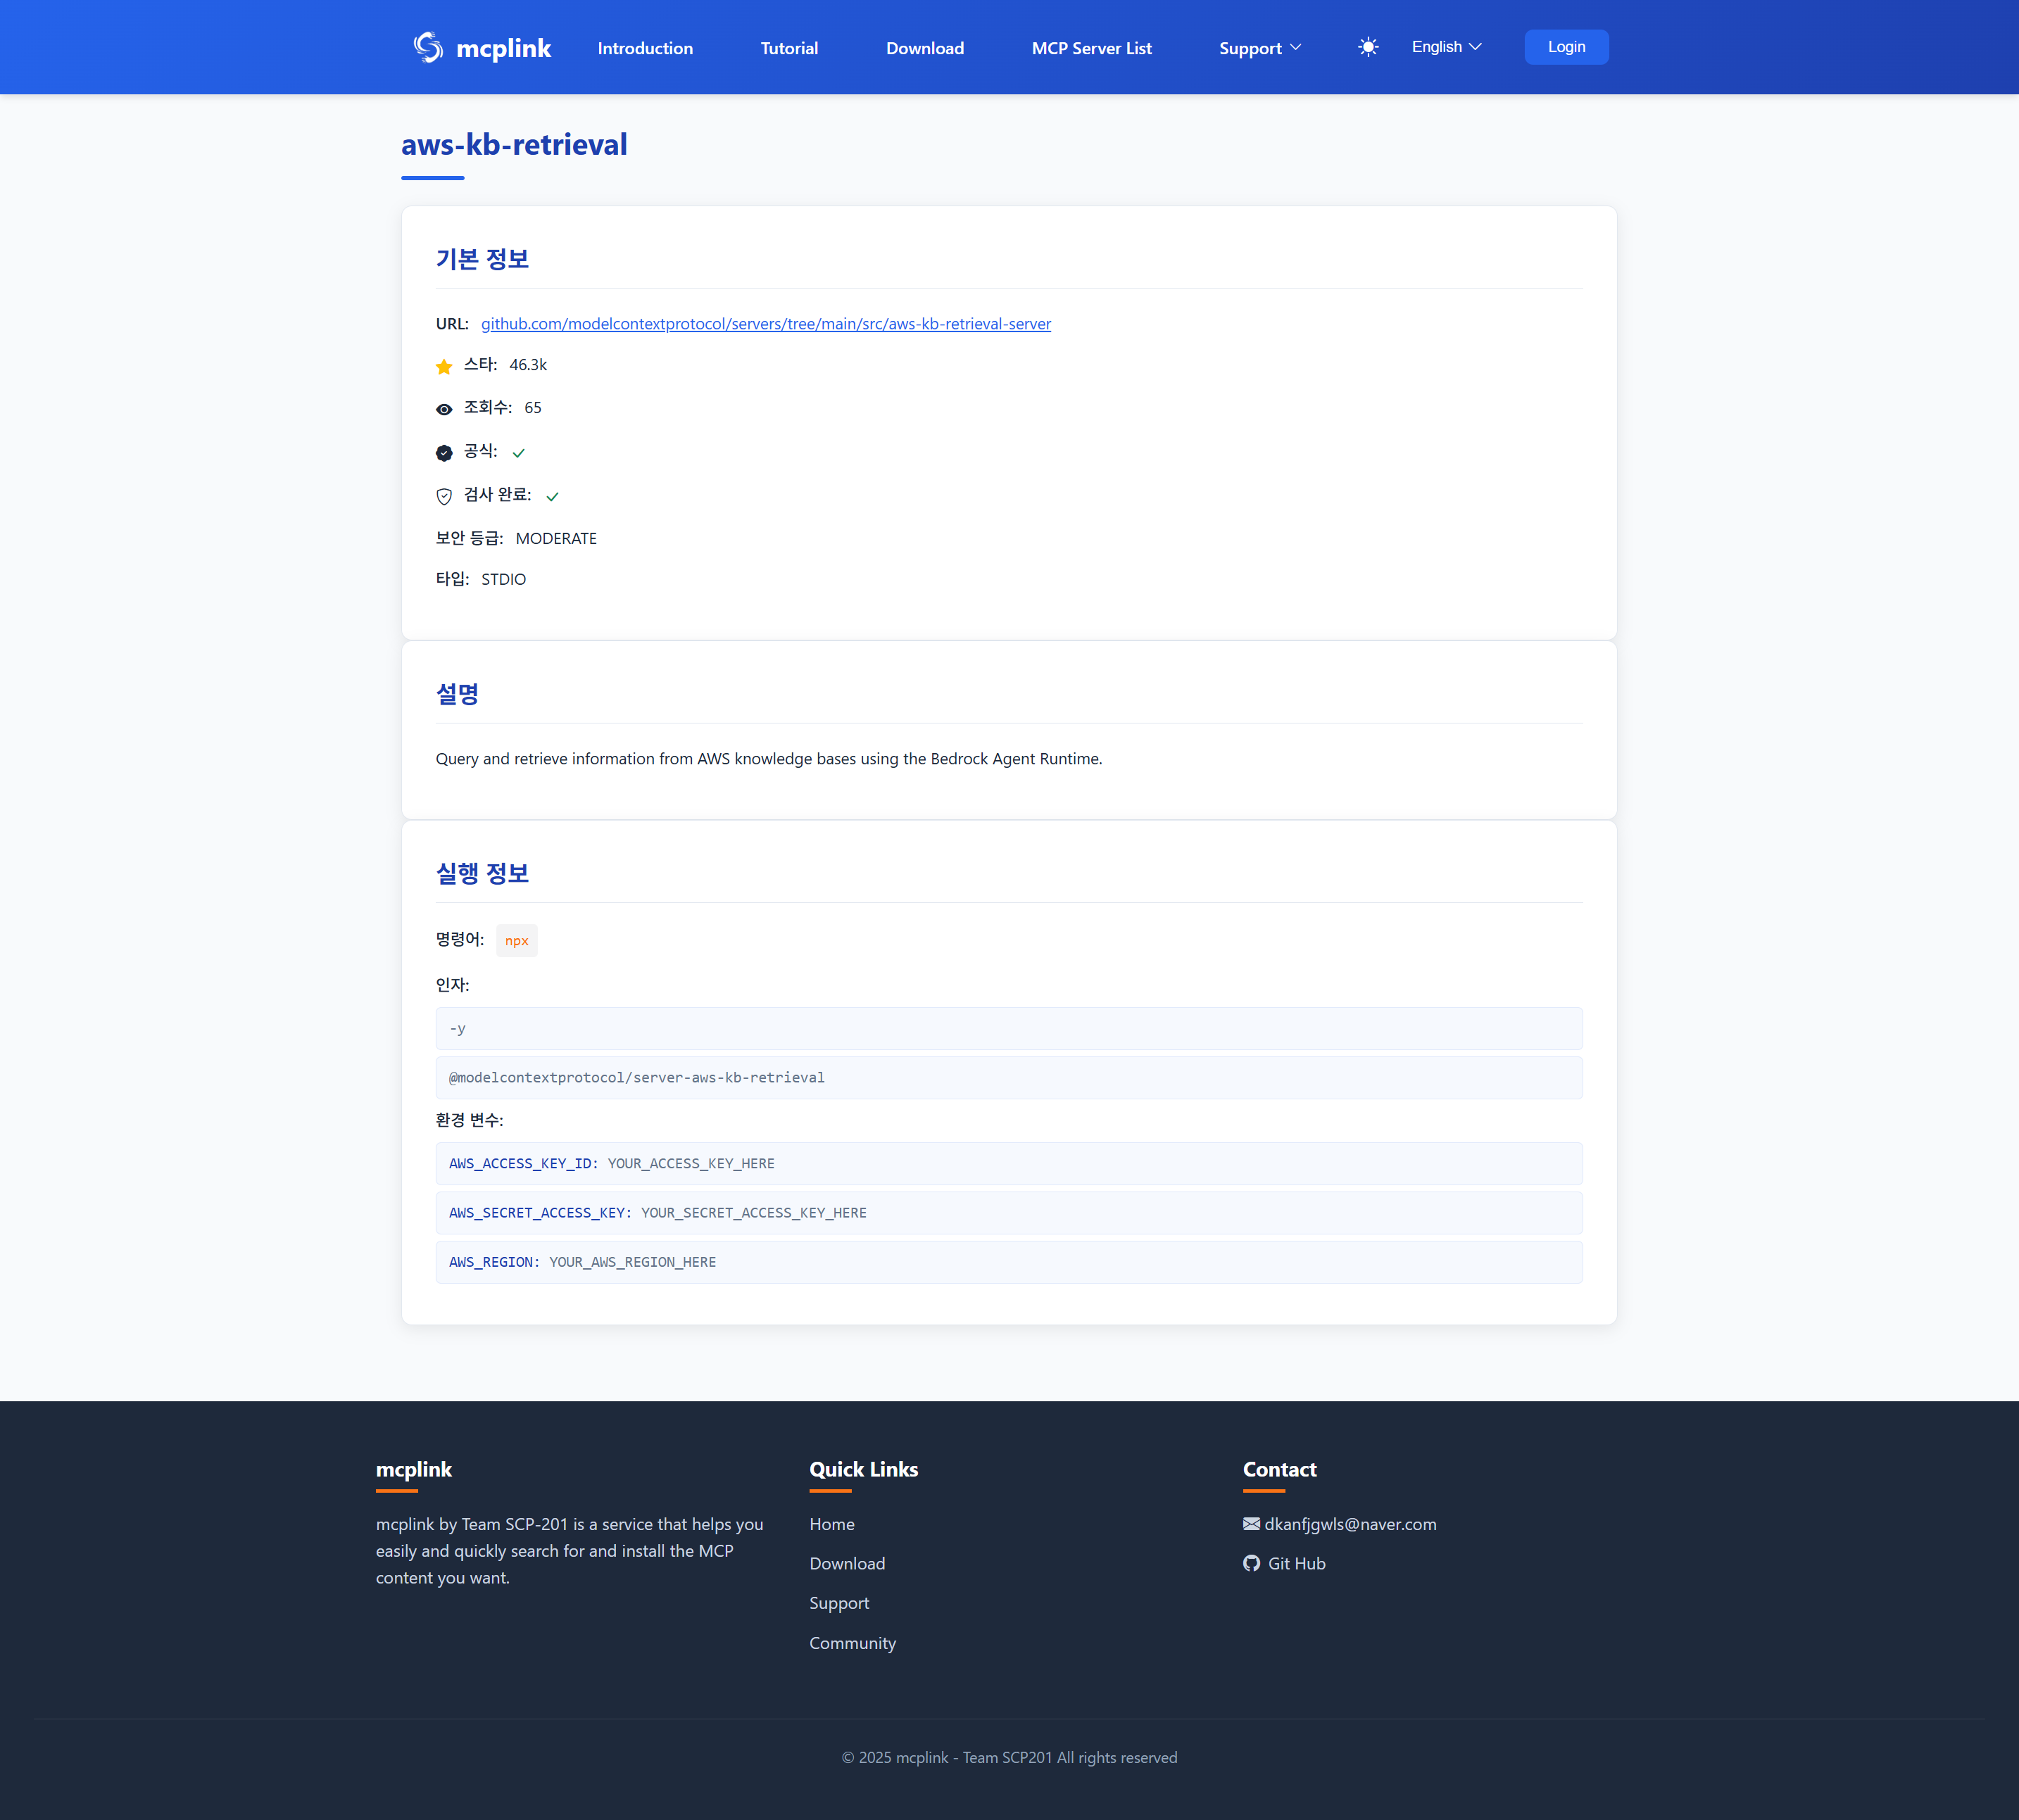 mcplink
Introduction
Tutorial
Download
MCP Server List
Support
English
Login
aws-kb-retrieval
기본 정보
URL: github.com/modelcontextprotocol/servers/tree/main/src/aws-kb-retrieval-server
스타: 46.3k
조회수: 65
공식:
검사 완료:
보안 등급: MODERATE
타입: STDIO
설명
Query and retrieve information from AWS knowledge bases using the Bedrock Agent Runtime.
실행 정보
명령어: npx
인자:
-y
@modelcontextprotocol/server-aws-kb-retrieval
환경 변수:
AWS_ACCESS_KEY_ID: YOUR_ACCESS_KEY_HERE
AWS_SECRET_ACCESS_KEY: YOUR_SECRET_ACCESS_KEY_HERE
AWS_REGION: YOUR_AWS_REGION_HERE
mcplink
mcplink by Team SCP-201 is a service that helps you
easily and quickly search for and install the MCP
content you want.
Quick Links
Home
Download
Support
Community
Contact
dkanfjgwls@naver.com
Git Hub
© 2025 mcplink - Team SCP201 All rights reserved